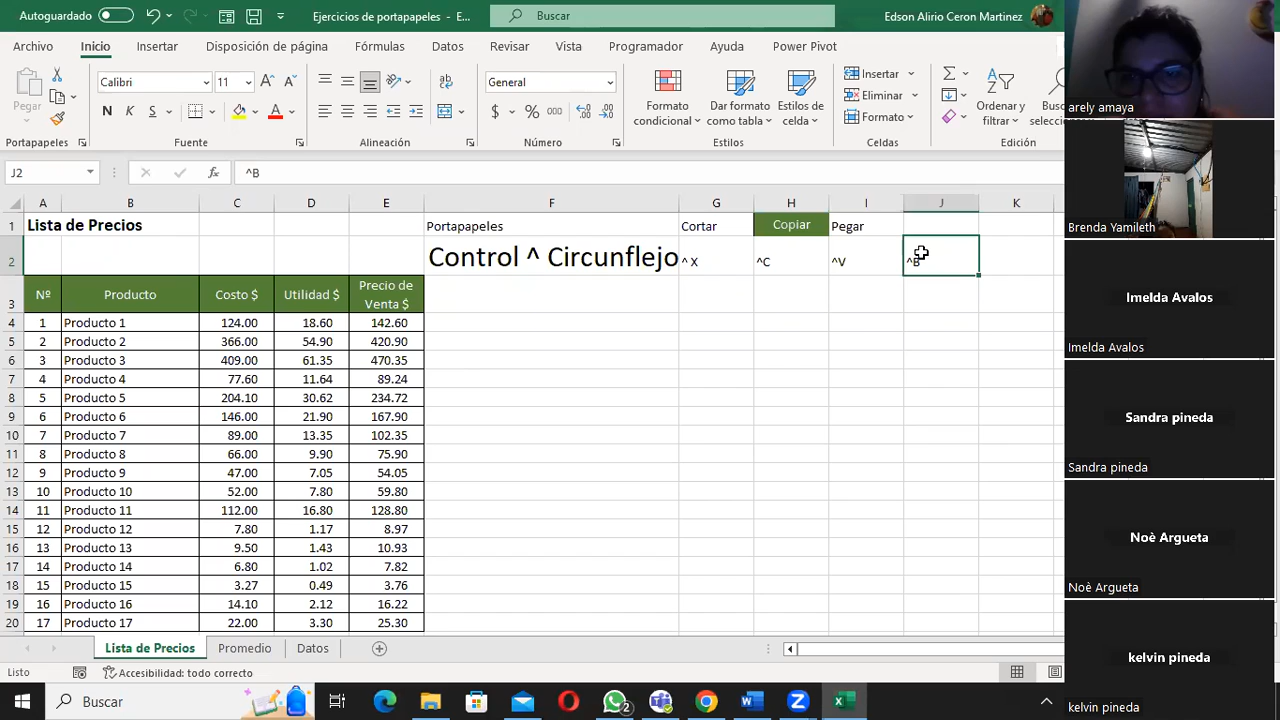 Autoguardado
Ejercicios de portapapeles - E...
Buscar
Edson Alirio Ceron Martinez
Archivo Inicio Insertar Disposición de página Fórmulas Datos Revisar Vista Programador Ayuda Power Pivot
Pegar
Calibri 11
N K S
General
$ % 000
Formato condicional
Dar formato como tabla
Estilos de celda
Insertar
Eliminar
Formato
Ordenar y filtrar
Busc
selecci
Portapapeles Fuente Alineación Número Estilos Celdas Edición
J2 fx ^B
A B C D E F G H I J K
1 Lista de Precios Portapapeles Cortar Copiar Pegar
2 Control ^ Circunflejo ^ X ^C ^V ^B
3 Nº Producto Costo $ Utilidad $ Precio de Venta $
4 1 Producto 1 124.00 18.60 142.60
5 2 Producto 2 366.00 54.90 420.90
6 3 Producto 3 409.00 61.35 470.35
7 4 Producto 4 77.60 11.64 89.24
8 5 Producto 5 204.10 30.62 234.72
9 6 Producto 6 146.00 21.90 167.90
10 7 Producto 7 89.00 13.35 102.35
11 8 Producto 8 66.00 9.90 75.90
12 9 Producto 9 47.00 7.05 54.05
13 10 Producto 10 52.00 7.80 59.80
14 11 Producto 11 112.00 16.80 128.80
15 12 Producto 12 7.80 1.17 8.97
16 13 Producto 13 9.50 1.43 10.93
17 14 Producto 14 6.80 1.02 7.82
18 15 Producto 15 3.27 0.49 3.76
19 16 Producto 16 14.10 2.12 16.22
20 17 Producto 17 22.00 3.30 25.30
Lista de Precios Promedio Datos
Listo Accesibilidad: todo correcto
Buscar
2
arely amaya
Brenda Yamileth
Imelda Avalos
Imelda Avalos
Sandra pineda
Sandra pineda
Noè Argueta
Noè Argueta
kelvin pineda
kelvin pineda